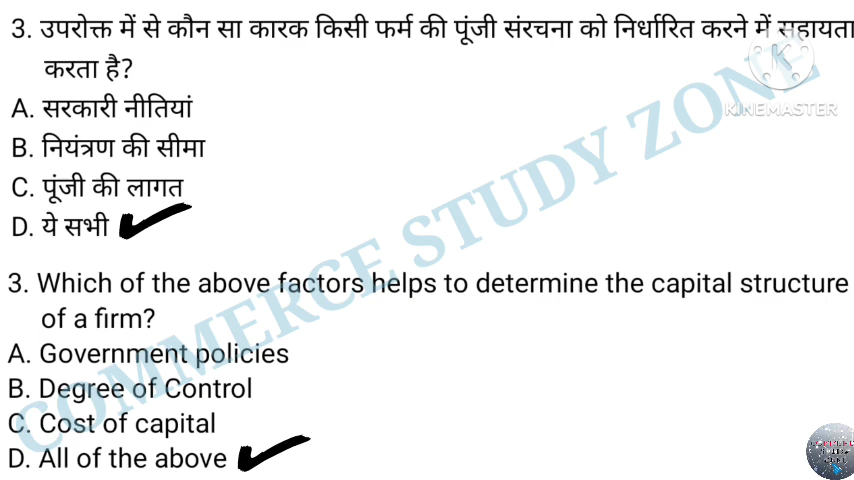 3. उपरोक्त में से कौन सा कारक किसी फर्म की पूंजी संरचना को निर्धारित करने में सहायता
करता है?
A. सरकारी नीतियां
B. नियंत्रण की सीमा
C. पूंजी की लागत
D. ये सभी
3. Which of the above factors helps to determine the capital structure
of a firm?
A. Government policies
B. Degree of Control
C. Cost of capital
D. All of the above
COMMERCE STUDY ZONE
K
KINEMASTER